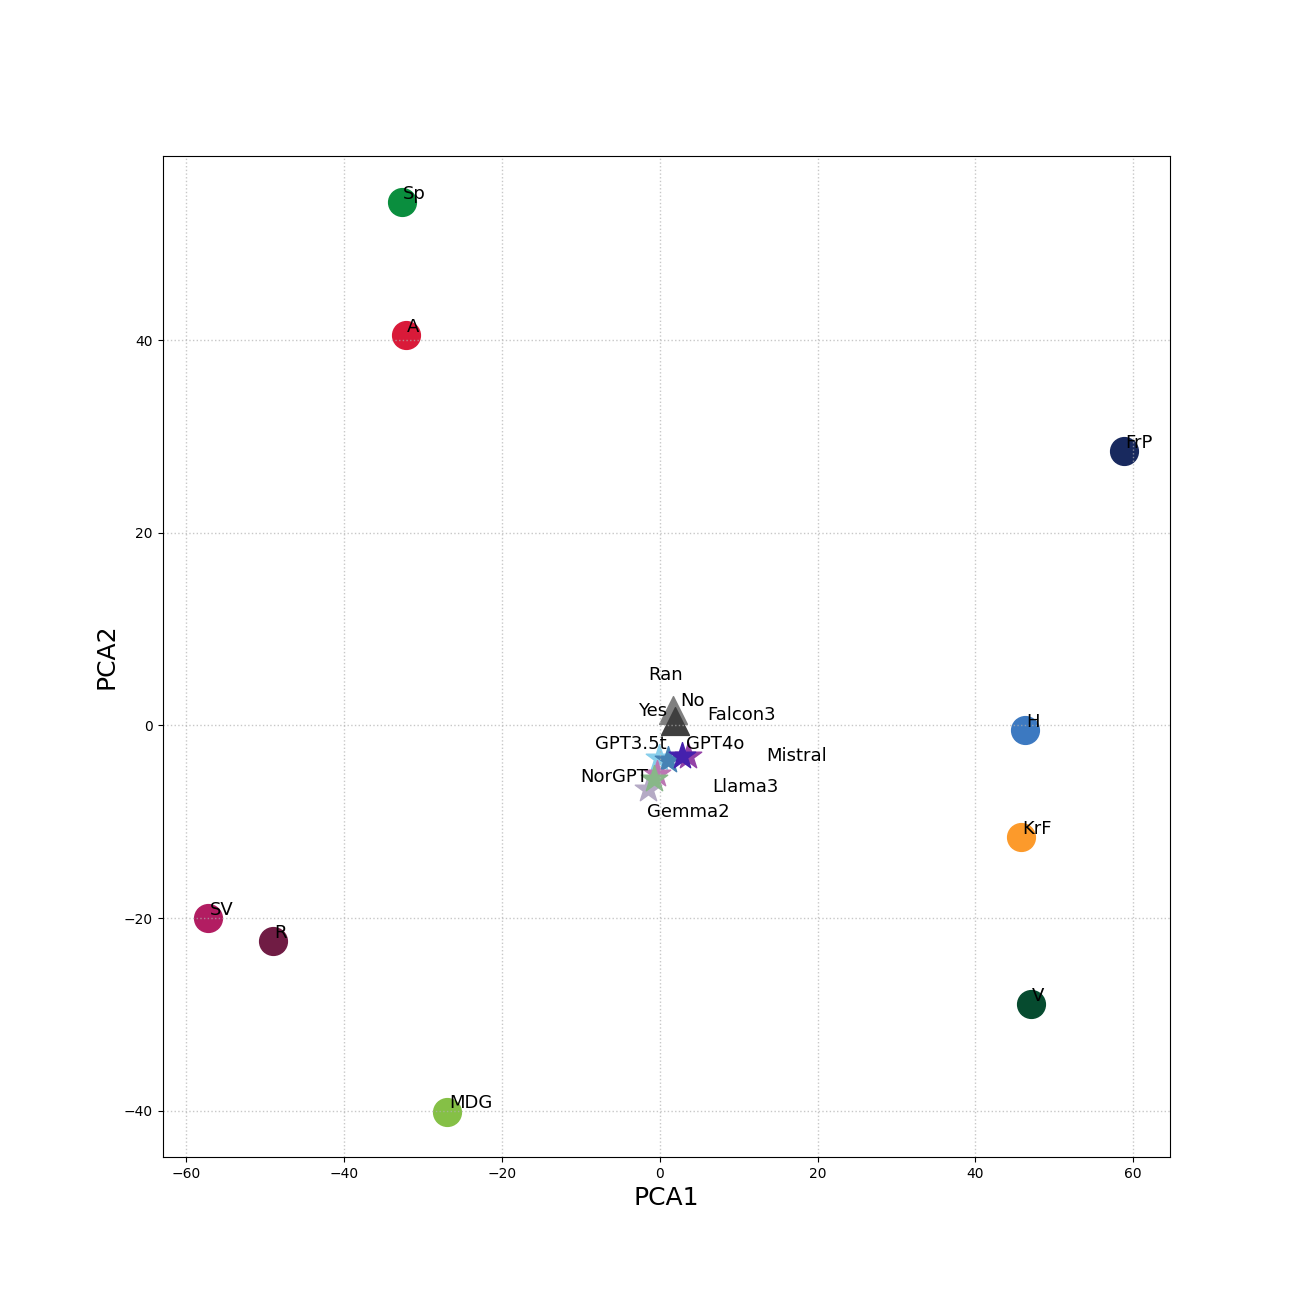 Sp
A
40
FrP
20
Ran
No
Yes
Falcon3
0
H
GPT3.5t
GPT4o
Mistral
NorGPT
Llama3
Gemma2
KrF
−20
SV
R
V
−40
MDG
−60
−40
−20
0
20
40
60
PCA1
PCA2